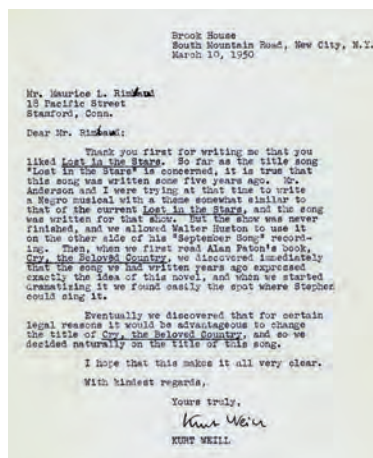 Brook House
South Mountain Road, New City, N.Y.
March 10, 1950
Mr. Maurice L. Rimbaud
18 Pacific Street
Stamford, Conn.
Dear Mr. Rimbaud:
Thank you first for writing me that you
liked Lost in the Stars. So far as the title song
"Lost in the Stars" is concerned, it is true that
this song was written some five years ago. Mr.
Anderson and I were trying at that time to write
a Negro musical with a theme somewhat similar to
that of the current Lost in the Stars, and the song
was written for that show. But the show was never
finished, and we allowed Walter Huston to use it
on the other side of his "September Song" record-
ing. Then, when we first read Alan Paton's book,
Cry, the Beloved Country, we discovered immediately
that the song we had written years ago expressed
exactly the idea of this novel, and when we started
dramatizing it we found easily the spot where Stephen
could sing it.
Eventually we discovered that for certain
legal reasons it would be advantageous to change
the title of Cry, the Beloved Country, and so we
decided naturally on the title of this song.
I hope that this makes it all very clear.
With kindest regards,
Yours truly,
Kurt Weill
KURT WEILL